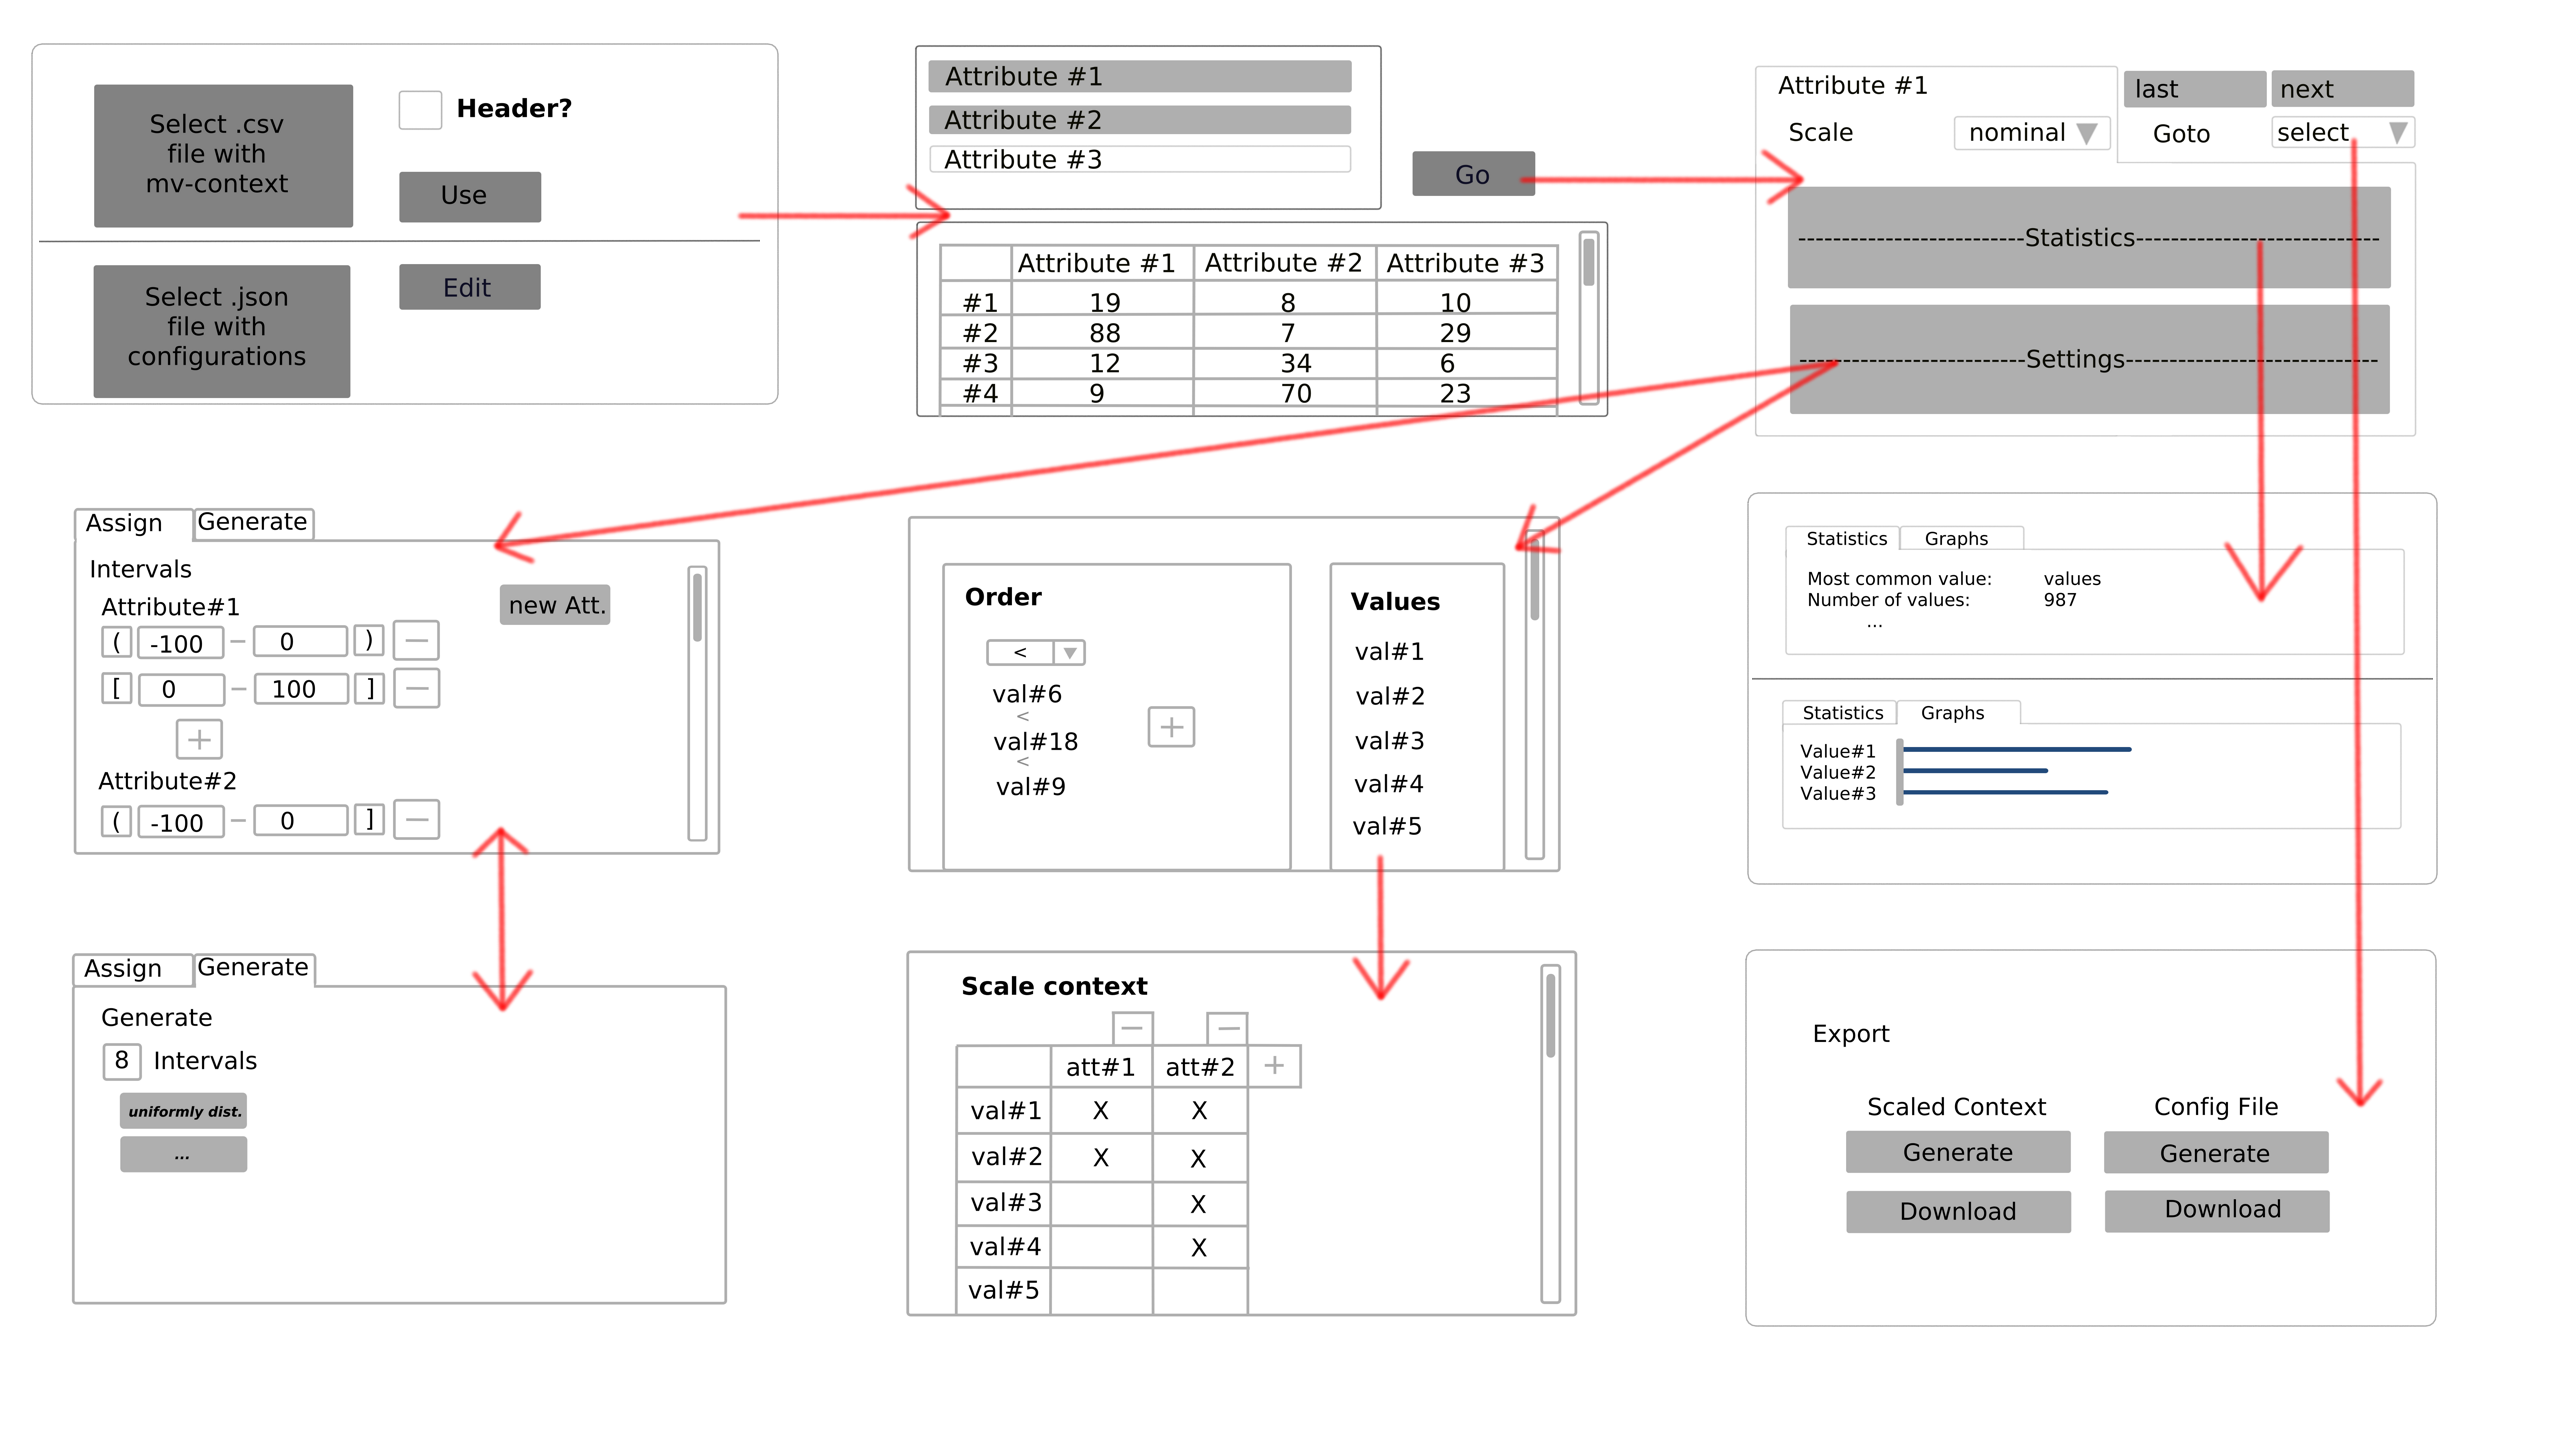 Select .csv
file with
mv-context
Header?
Use
Select .json
file with
configurations
Edit
Attribute #1
Attribute #2
Attribute #3
Go
Attribute #1 Attribute #2 Attribute #3
#1 19 8 10
#2 88 7 29
#3 12 34 6
#4 9 70 23
Attribute #1
last
next
Scale
nominal
Goto
select
-------------------------Statistics---------------------------
-------------------------Settings----------------------------
Assign
Generate
Intervals
new Att.
Attribute#1
( -100 – 0 ) —
[ 0 – 100 ] —
+
Attribute#2
( -100 – 0 ] —
Order
<
val#6
<
val#18
<
val#9
+
Values
val#1
val#2
val#3
val#4
val#5
Statistics
Graphs
Most common value: values
Number of values: 987
...
Statistics
Graphs
Value#1
Value#2
Value#3
Assign
Generate
Generate
8 Intervals
uniformly dist.
...
Scale context
— —
att#1 att#2 +
val#1 X X
val#2 X X
val#3 X
val#4 X
val#5
Export
Scaled Context
Config File
Generate
Generate
Download
Download